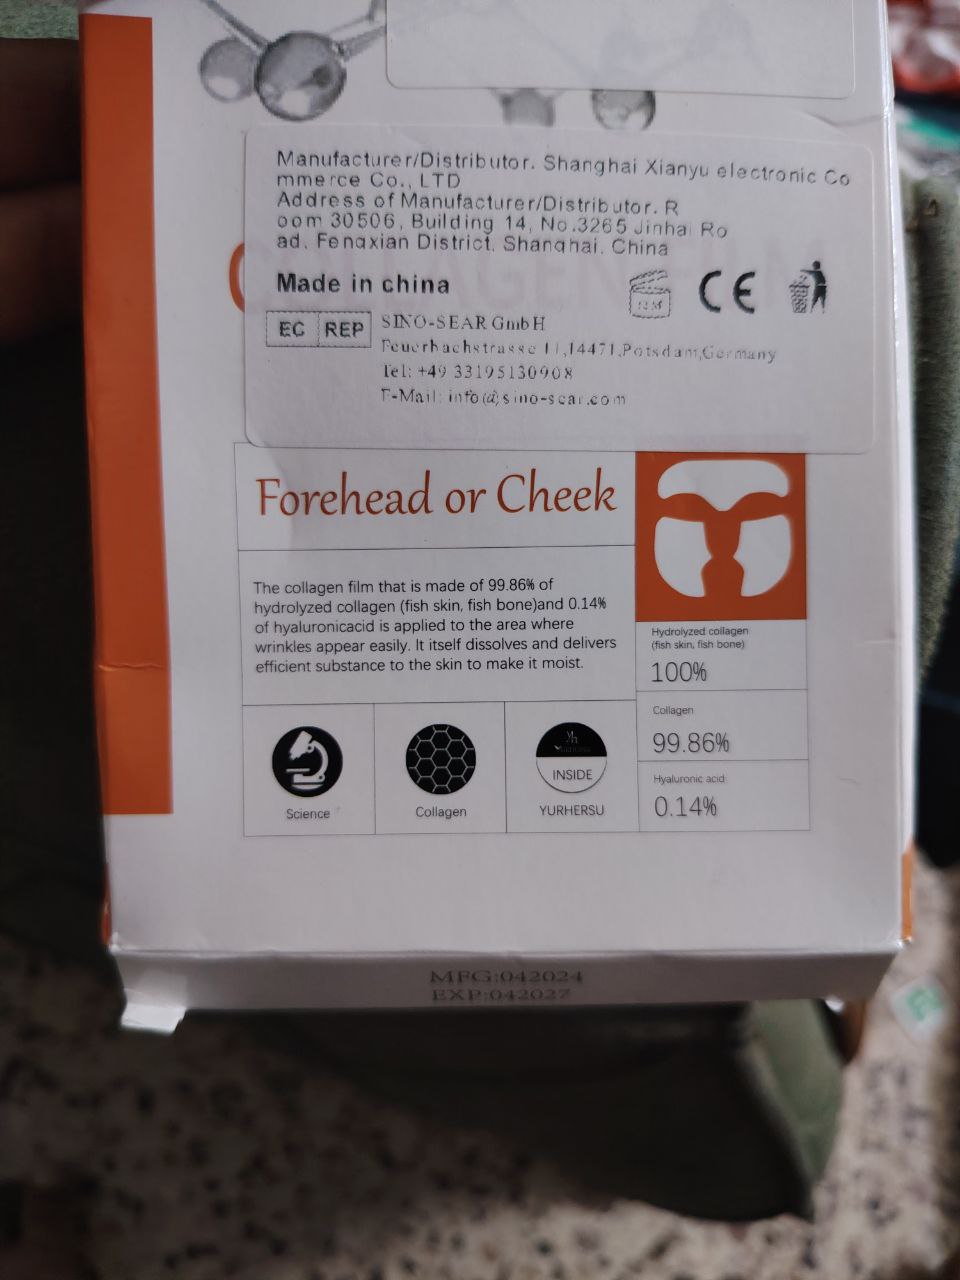 Manufacturer/Distributor. Shanghai Xianyu electronic Co
mmerce Co., LTD
Address of Manufacturer/Distributor. R
oom 30506, Building 14, No.3265 Jinhai Ro
ad, Fengxian District, Shanghai, China
COLLAGEN FILM
Made in china
12M
CE
EC REP
SINO-SEAR GmbH
Feuerbachstrasse 11,14471,Potsdam,Germany
Tel: +49 33195130908
E-Mail: info@sino-sear.com
Forehead or Cheek
The collagen film that is made of 99.86% of
hydrolyzed collagen (fish skin, fish bone)and 0.14%
of hyaluronicacid is applied to the area where
wrinkles appear easily. It itself dissolves and delivers
efficient substance to the skin to make it moist.
Hydrolyzed collagen
(fish skin, fish bone)
100%
Collagen
99.86%
Hyaluronic acid
0.14%
Science
Collagen
INSIDE
YURHERSU
MFG:042024
EXP:042027